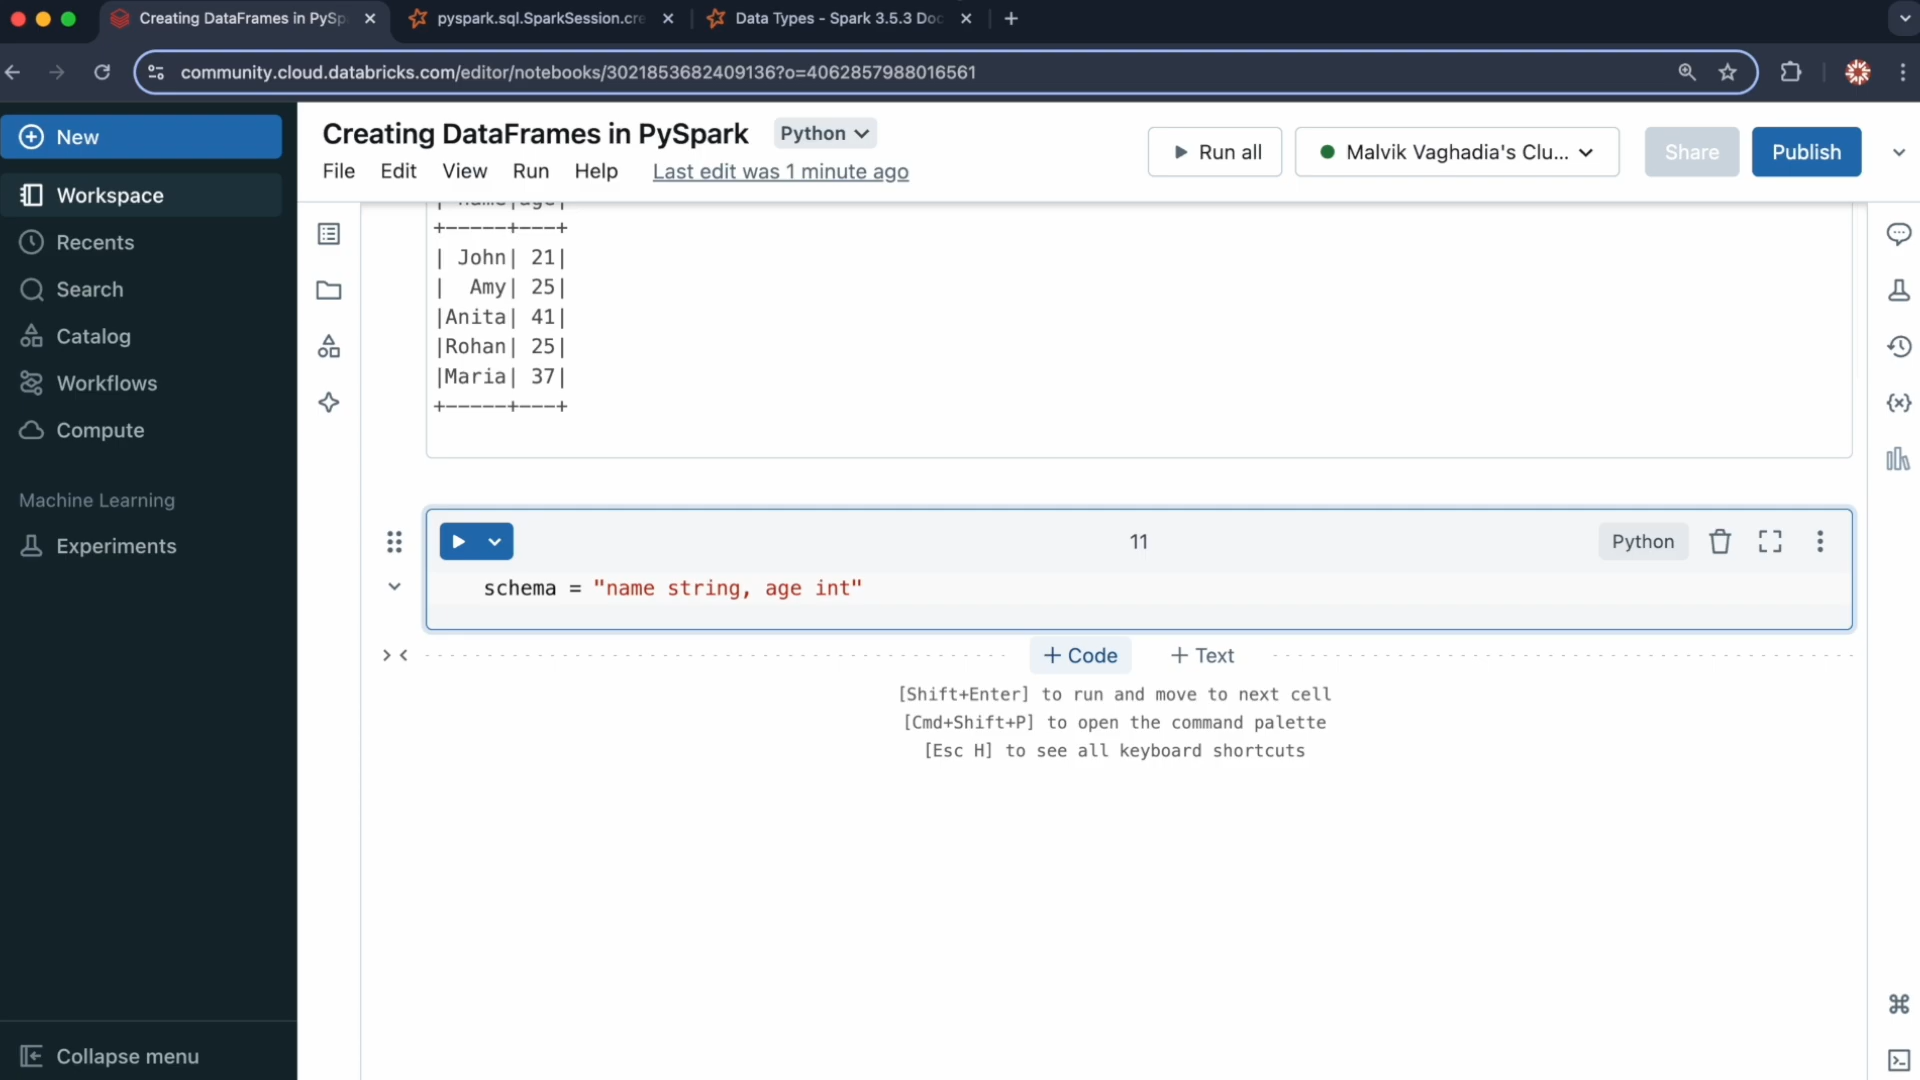 Creating DataFrames in PySp
pyspark.sql.SparkSession.cre
Data Types - Spark 3.5.3 Doc
community.cloud.databricks.com/editor/notebooks/3021853682409136?o=4062857988016561
New
Workspace
Recents
Search
Catalog
Workflows
Compute
Machine Learning
Experiments
Collapse menu
Creating DataFrames in PySpark
Python
File Edit View Run Help Last edit was 1 minute ago
Run all
Malvik Vaghadia's Clu...
Share
Publish
| name|age|
+-----+---+
| John| 21|
|  Amy| 25|
|Anita| 41|
|Rohan| 25|
|Maria| 37|
+-----+---+
11
Python
schema = "name string, age int"
+ Code + Text
[Shift+Enter] to run and move to next cell
[Cmd+Shift+P] to open the command palette
[Esc H] to see all keyboard shortcuts